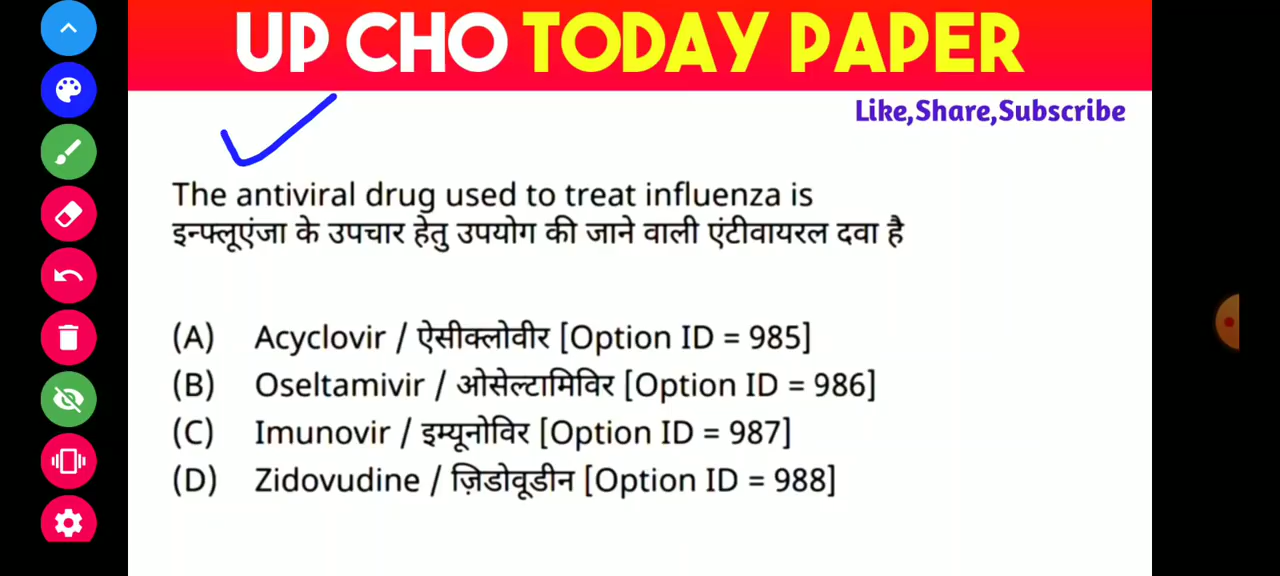 UP CHO TODAY PAPER
Like,Share,Subscribe
The antiviral drug used to treat influenza is
इन्फ्लूएंजा के उपचार हेतु उपयोग की जाने वाली एंटीवायरल दवा है
(A) Acyclovir / ऐसीक्लोवीर [Option ID = 985]
(B) Oseltamivir / ओसेल्टामिविर [Option ID = 986]
(C) Imunovir / इम्यूनोविर [Option ID = 987]
(D) Zidovudine / ज़िडोवूडीन [Option ID = 988]